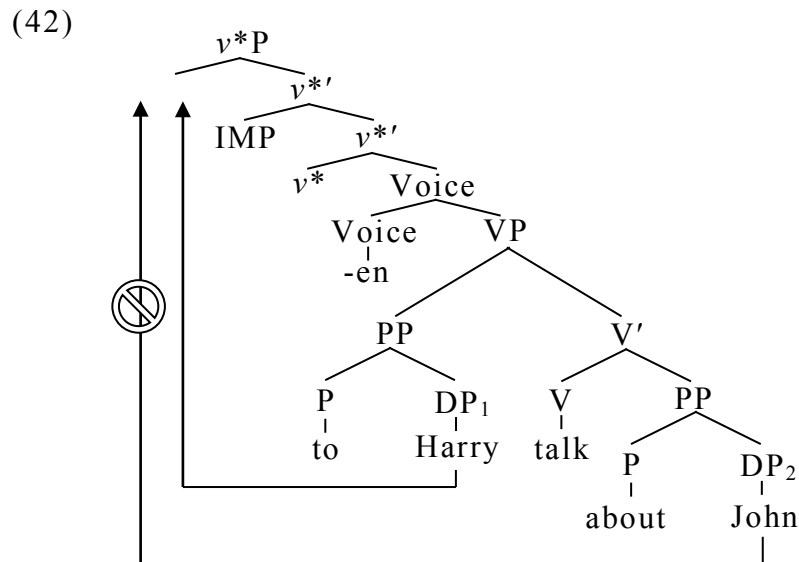 (42)
v*P
v*′
IMP v*′
v* Voice
Voice VP
-en
PP V′
P DP₁ V PP
to Harry talk P DP₂
about John